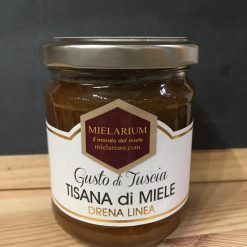 MIELARIUM
il mondo del miele
mielarium.com
Gusto di Tuscia
TISANA di MIELE
DRENA LINEA